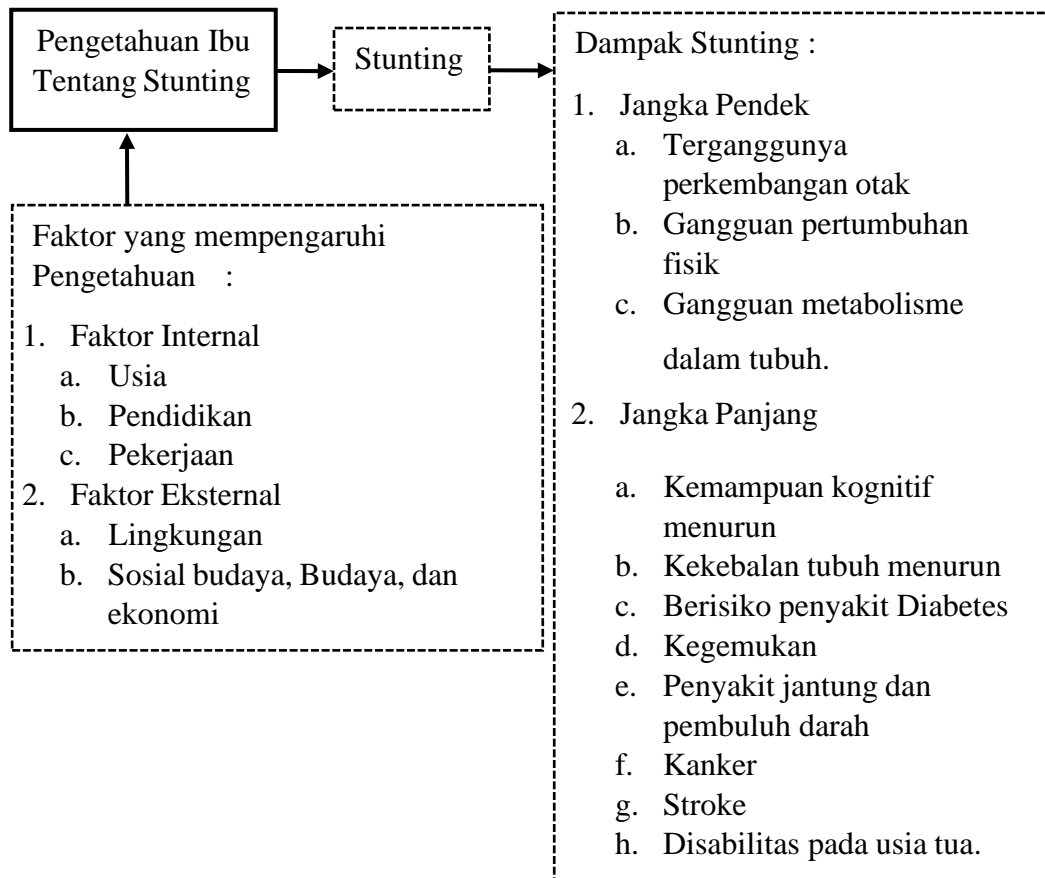 Pengetahuan Ibu
Tentang Stunting
Stunting
Dampak Stunting :
1. Jangka Pendek
a. Terganggunya
perkembangan otak
b. Gangguan pertumbuhan
fisik
c. Gangguan metabolisme
dalam tubuh.
2. Jangka Panjang
a. Kemampuan kognitif
menurun
b. Kekebalan tubuh menurun
c. Berisiko penyakit Diabetes
d. Kegemukan
e. Penyakit jantung dan
pembuluh darah
f. Kanker
g. Stroke
h. Disabilitas pada usia tua.
Faktor yang mempengaruhi
Pengetahuan :
1. Faktor Internal
a. Usia
b. Pendidikan
c. Pekerjaan
2. Faktor Eksternal
a. Lingkungan
b. Sosial budaya, Budaya, dan
ekonomi